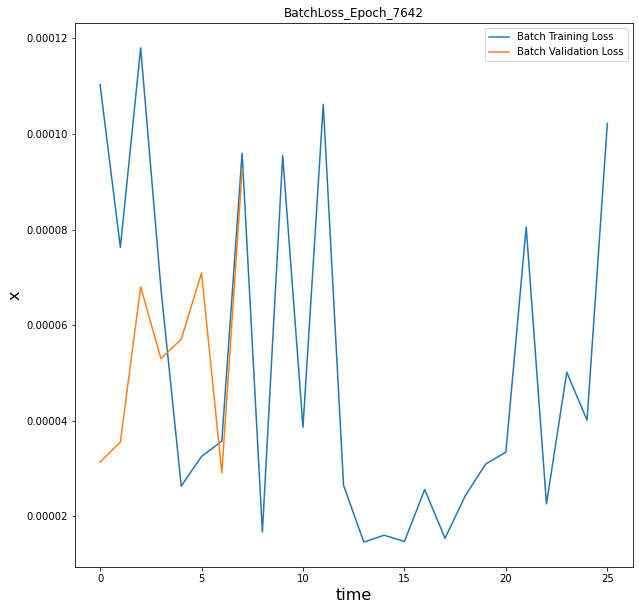 BatchLoss_Epoch_7642
Batch Training Loss
Batch Validation Loss
0.00012
0.00010
0.00008
0.00006
0.00004
0.00002
x
0 5 10 15 20 25
time